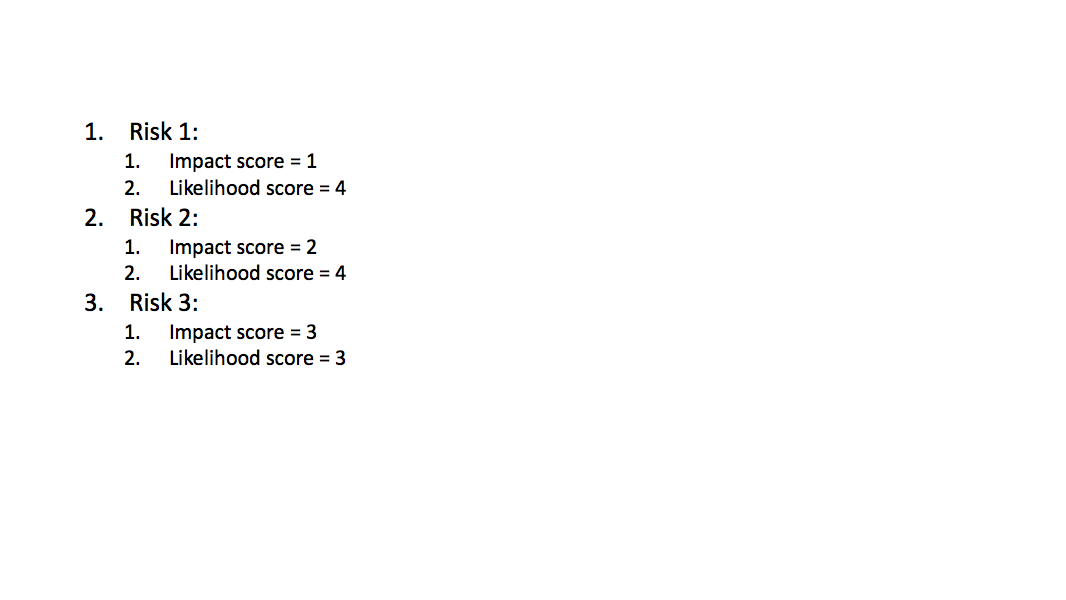 1. Risk 1:
1. Impact score = 1
2. Likelihood score = 4
2. Risk 2:
1. Impact score = 2
2. Likelihood score = 4
3. Risk 3:
1. Impact score = 3
2. Likelihood score = 3